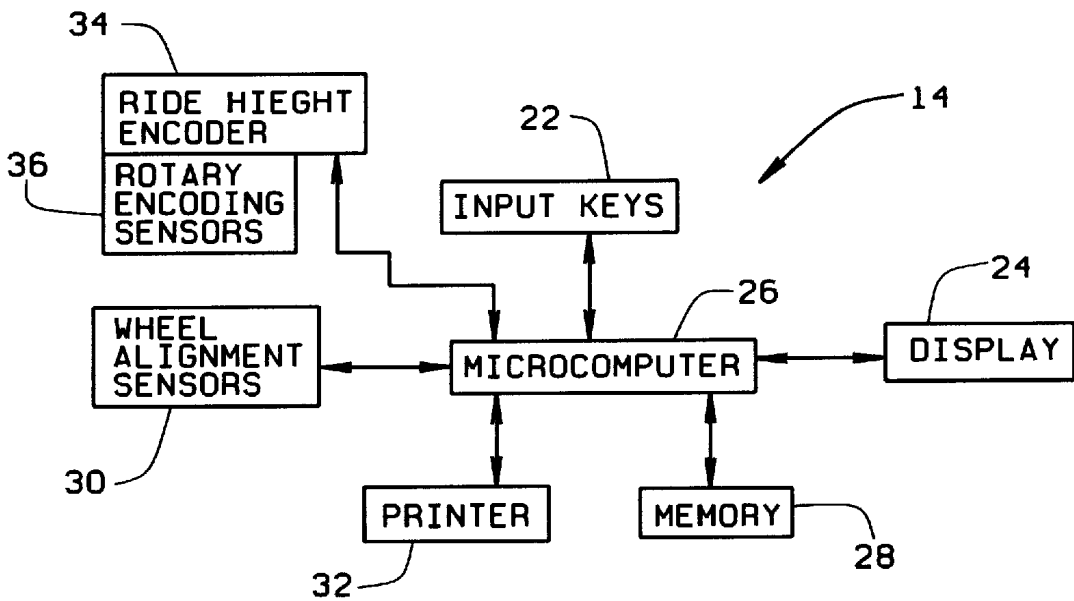 34
RIDE HIEGHT
ENCODER
36
ROTARY
ENCODING
SENSORS
22
INPUT KEYS
14
26
MICROCOMPUTER
24
DISPLAY
WHEEL
ALIGNMENT
SENSORS
30
PRINTER
32
MEMORY
28